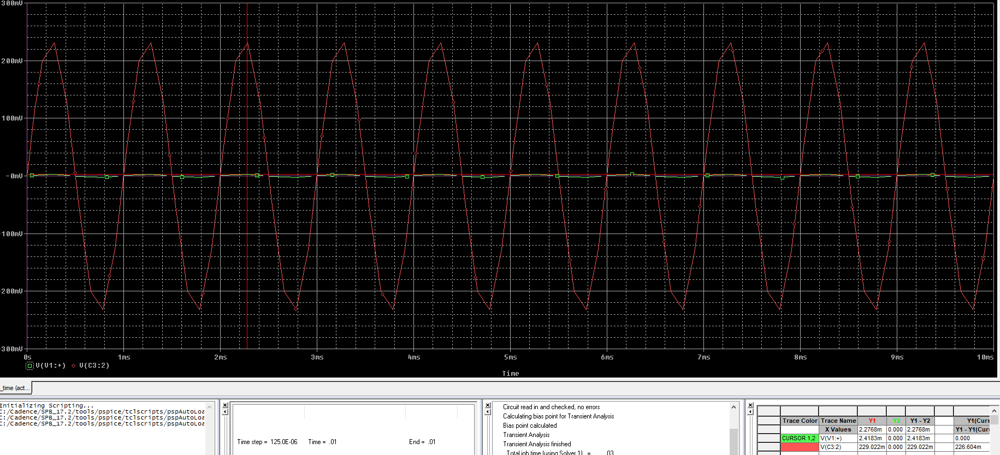 300mV
200mV
100mV
-0mV
-100mV
-200mV
-300mV
0s 1ms 2ms 3ms 4ms 5ms 6ms 7ms 8ms 9ms 10ms
V(V1:+) V(C3:2)
Time
_time (act...
Initializing Scripting...
C:/Cadence/SPB_17.2/tools/pspice/tclscripts/pspAutoLoa
C:/Cadence/SPB_17.2/tools/pspice/tclscripts/pspAutoLoa
C:/Cadence/SPB_17.2/tools/pspice/tclscripts/pspAutoLoa
Time step = 125.0E-06 Time = .01 End = .01
Circuit read in and checked, no errors
Calculating bias point for Transient Analysis
Bias point calculated
Transient Analysis
Transient Analysis finished
Total job time (using Solver 1) = .03
Trace Color Trace Name Y1 Y2 Y1 - Y2 Y1(Curs
X Values 2.2768m 0.000 2.2768m Y1 - Y1(Curs
CURSOR 1,2 V(V1:+) 2.4183m 0.000 2.4183m 0.000
V(C3:2) 229.022m 0.000 229.022m 226.604m